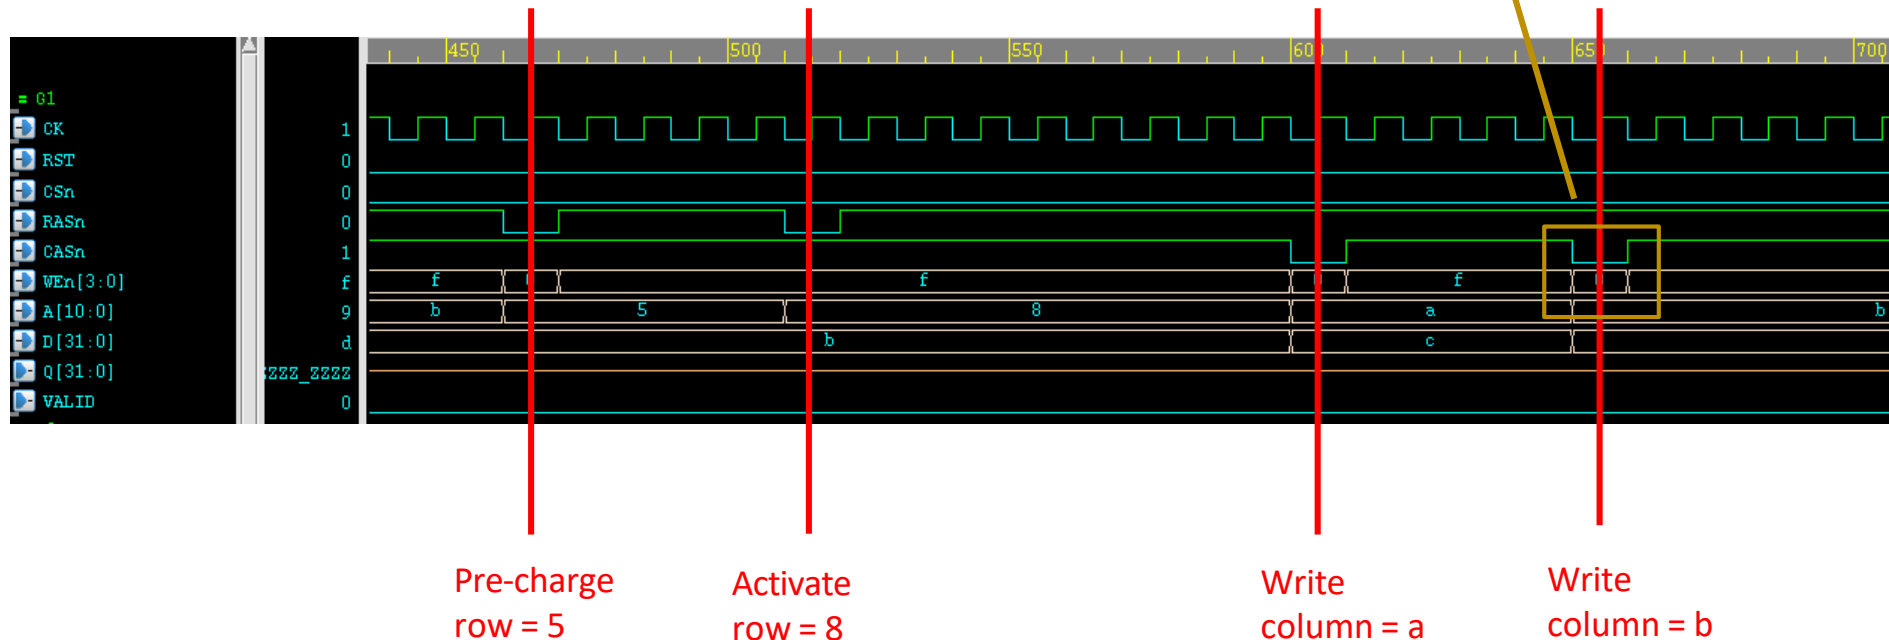 450 500 550 60 65 700
= G1
CK 1
RST 0
CSn 0
RASn 0
CASn 1
WEn[3:0] f f f f
A[10:0] 9 b 5 8 a b
D[31:0] d b c
Q[31:0] ZZZ_ZZZZ
VALID 0
Pre-charge
row = 5
Activate
row = 8
Write
column = a
Write
column = b